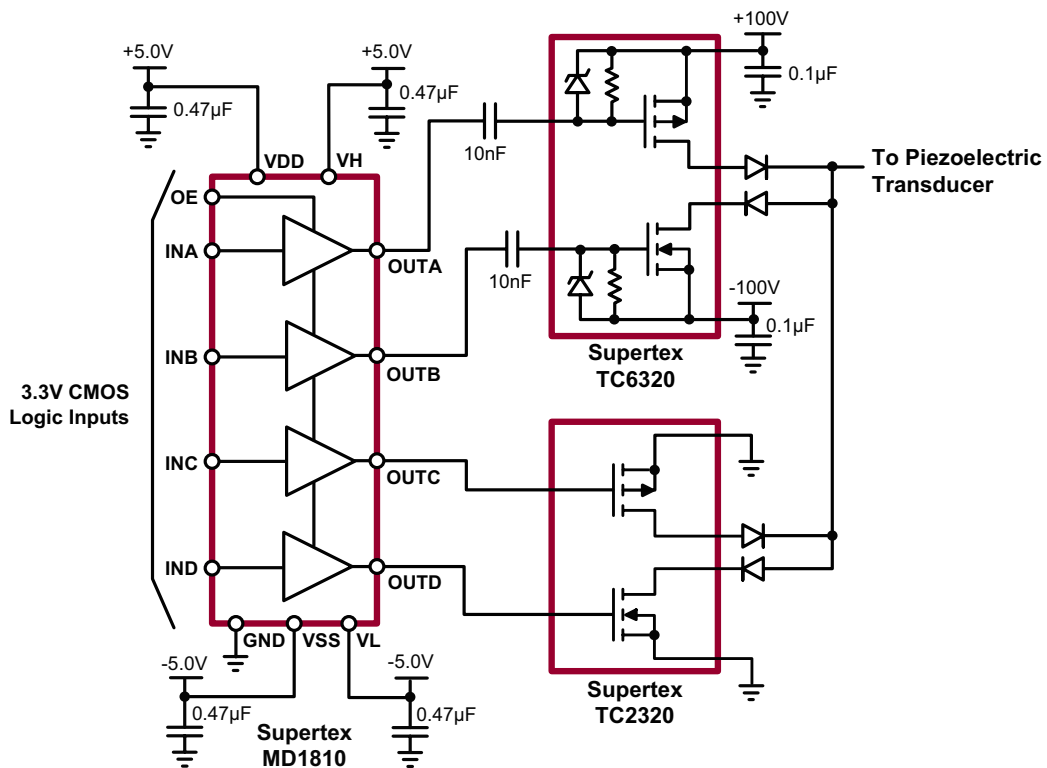 +100V
+5.0V
+5.0V
0.1µF
0.47µF
0.47µF
10nF
VDD
VH
To Piezoelectric
Transducer
OE
INA
OUTA
10nF
-100V
0.1µF
INB
OUTB
Supertex
TC6320
3.3V CMOS
Logic Inputs
INC
OUTC
IND
OUTD
GND
VSS
VL
-5.0V
-5.0V
0.47µF
0.47µF
Supertex
MD1810
Supertex
TC2320